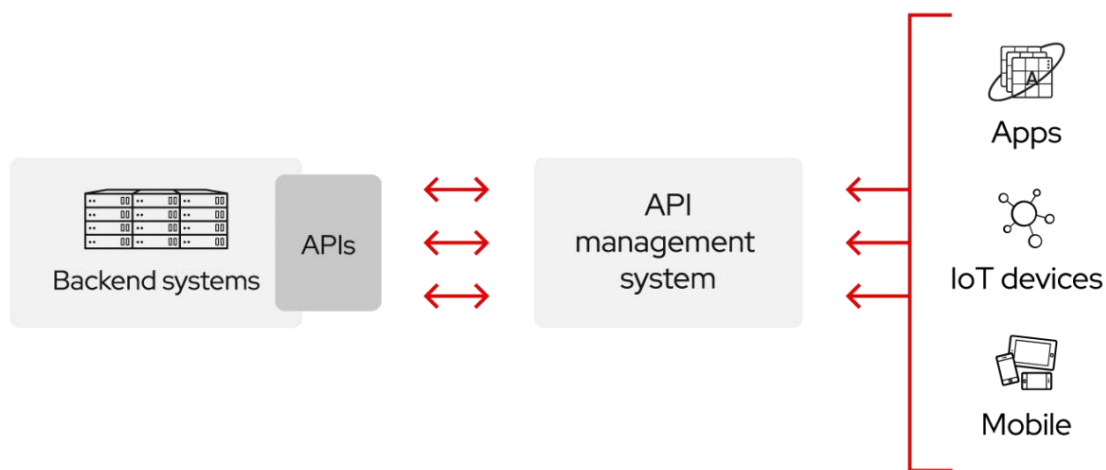 Backend systems
APIs
API
management
system
A
Apps
IoT devices
Mobile